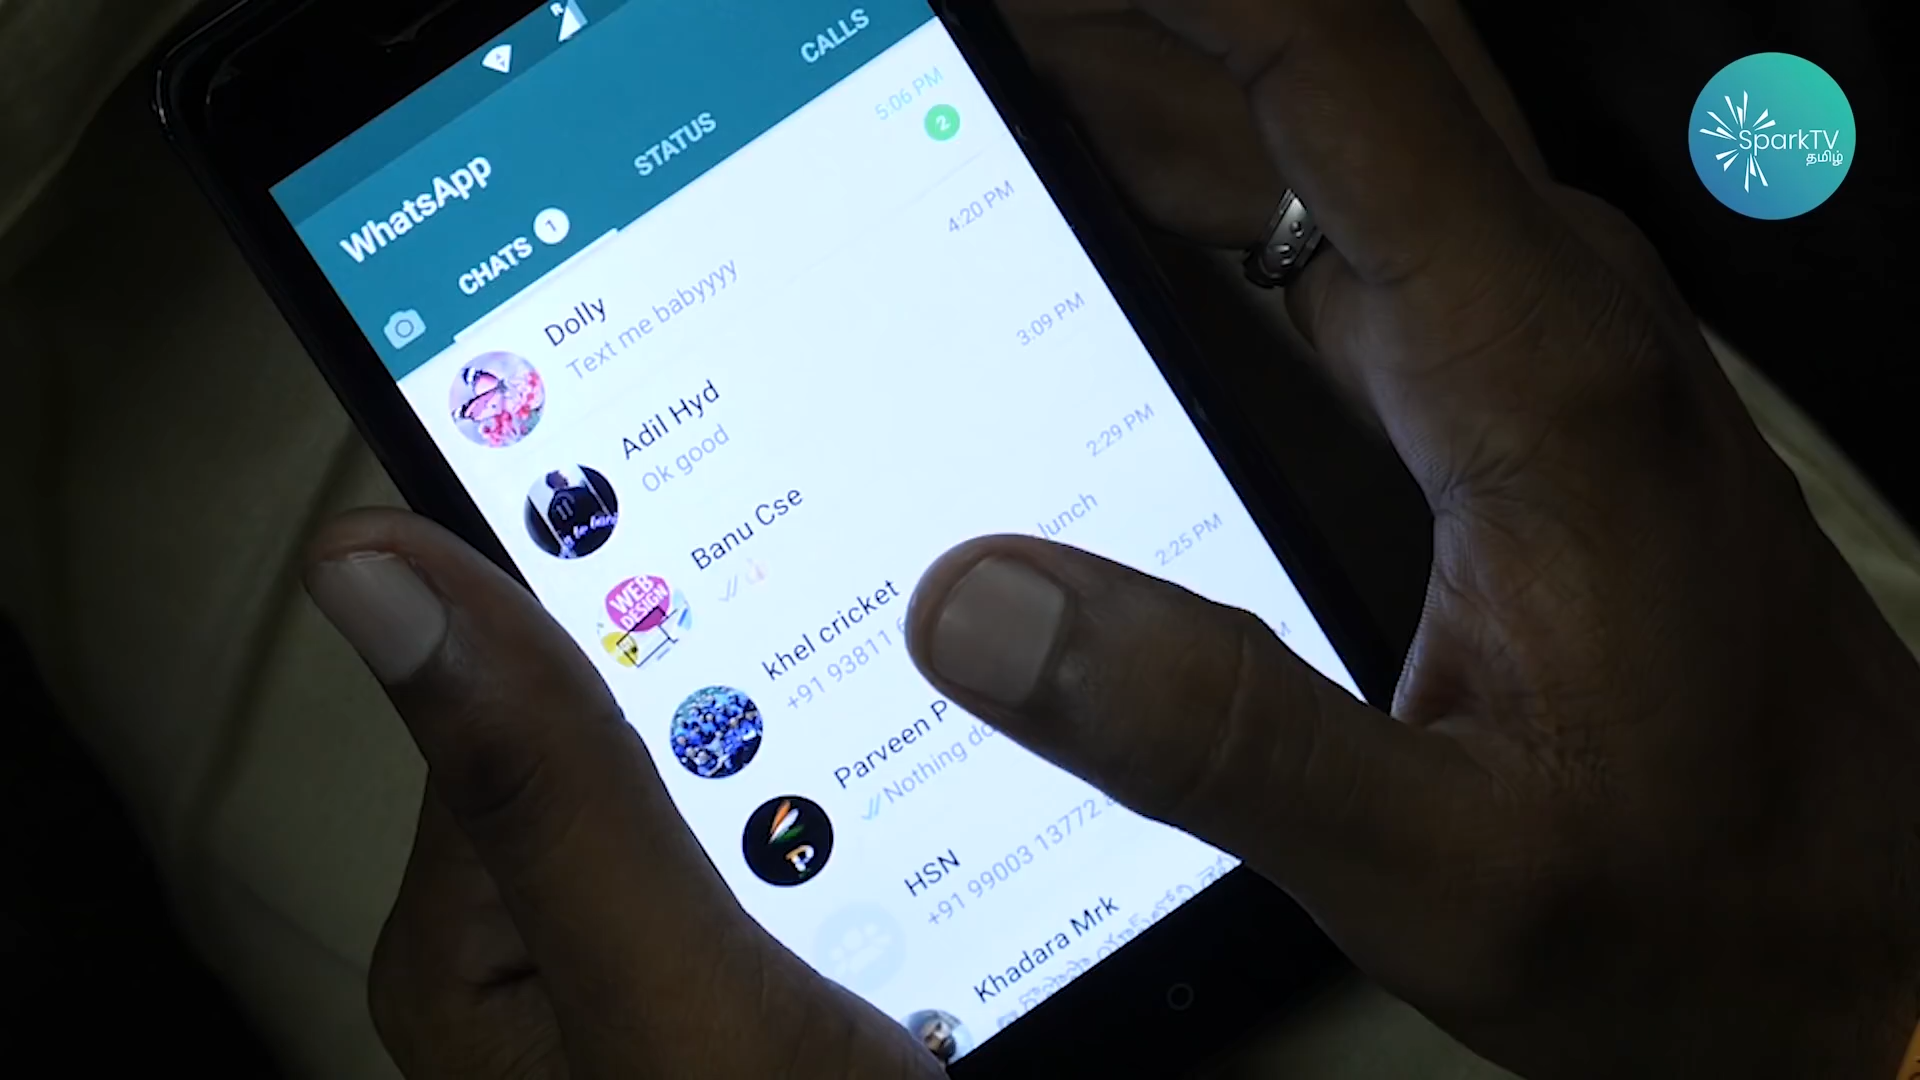 SparkTV
தமிழ்
WhatsApp
CHATS 1
STATUS
CALLS
Dolly
5:06 PM
Text me babyyyy
2
Adil Hyd
4:20 PM
Ok good
Banu Cse
3:09 PM
WEB
DESIGN
khel cricket
2:29 PM
+91 93811
lunch
Parveen P
2:25 PM
Nothing
HSN
+91 99003 13772
Khadara Mrk